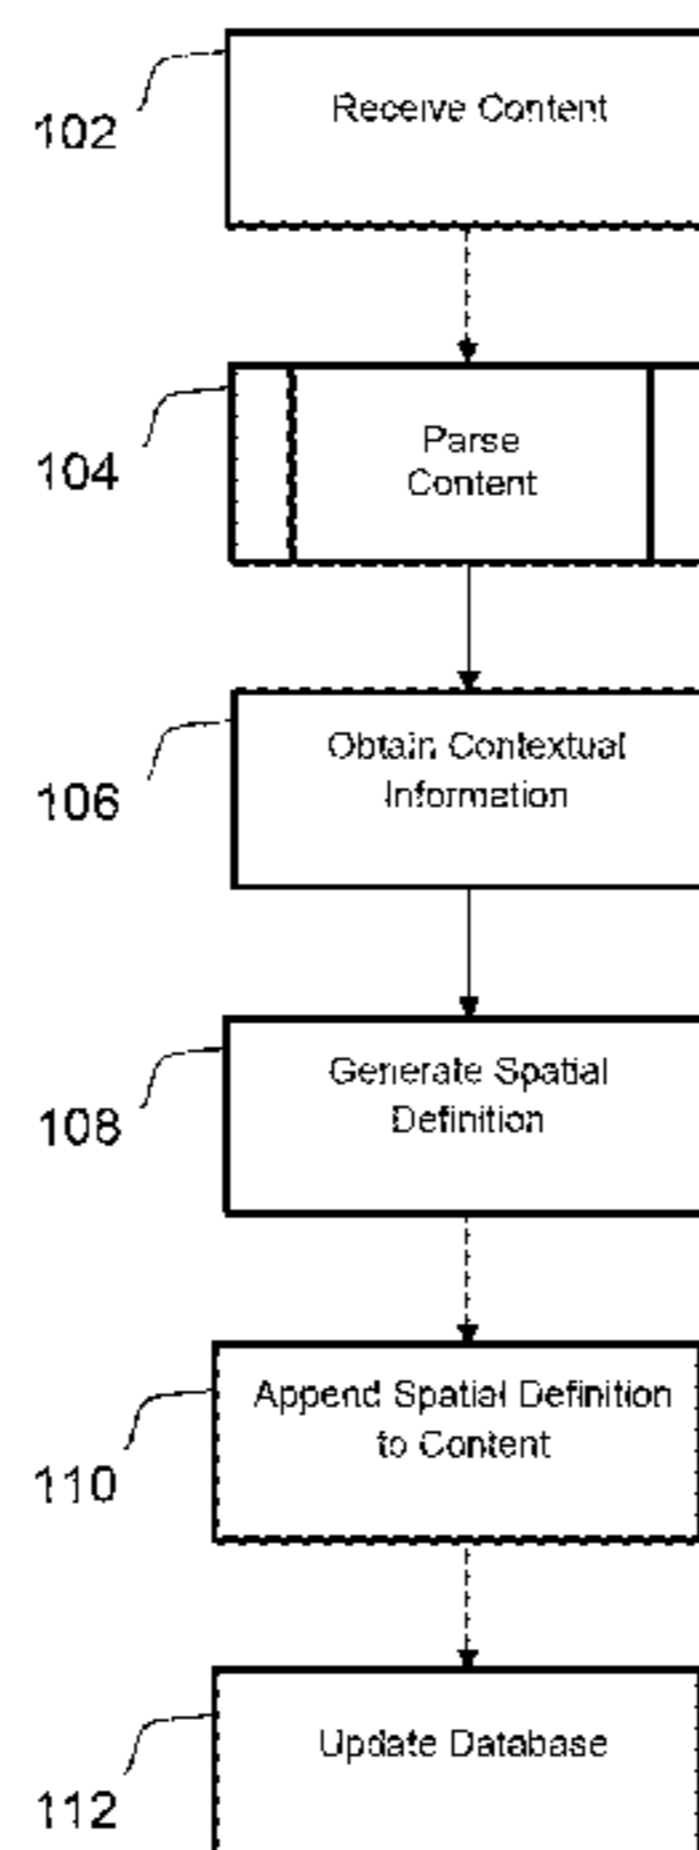 102
Receive Content
104
Parse
Content
106
Obtain Contextual
Information
108
Generate Spatial
Definition
110
Append Spatial Definition
to Content
112
Update Database